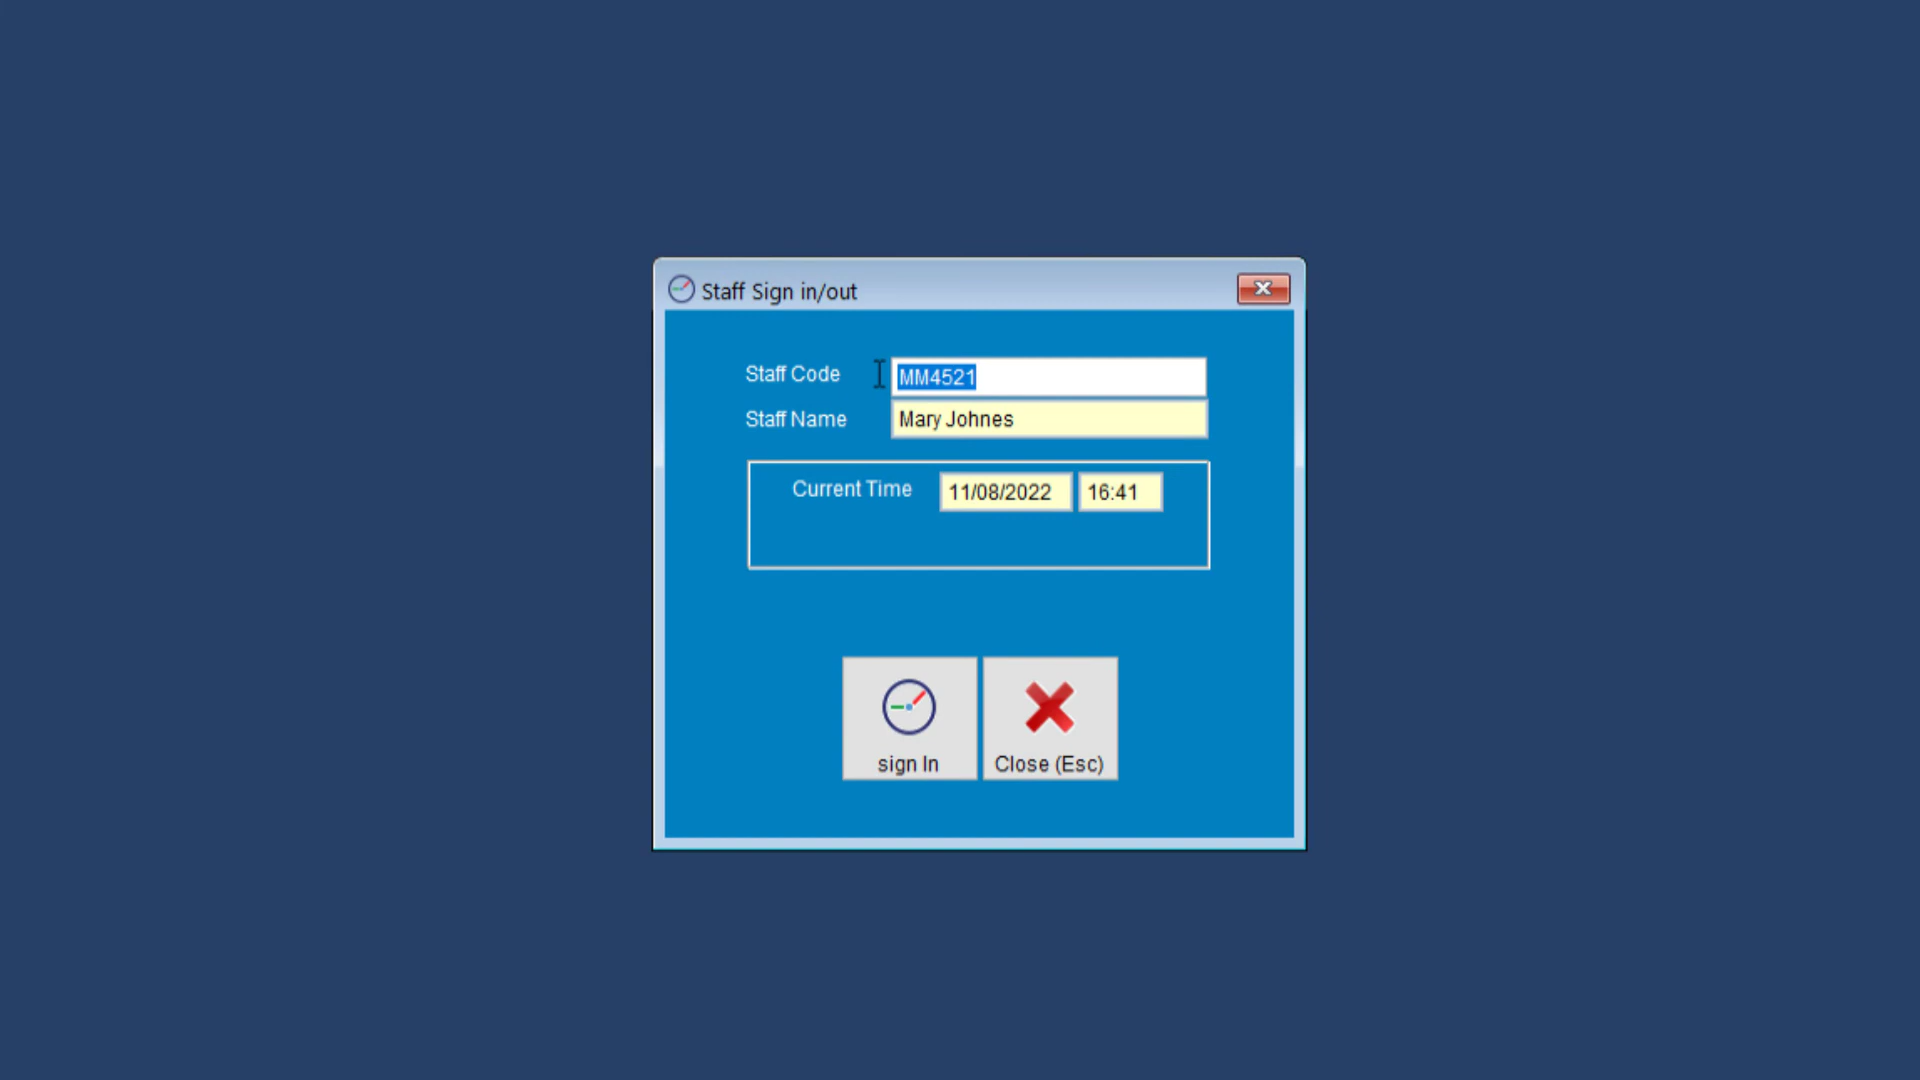 Staff Sign in/out
Staff Code MM4521
Staff Name Mary Johnes
Current Time 11/08/2022 16:41
sign In Close (Esc)